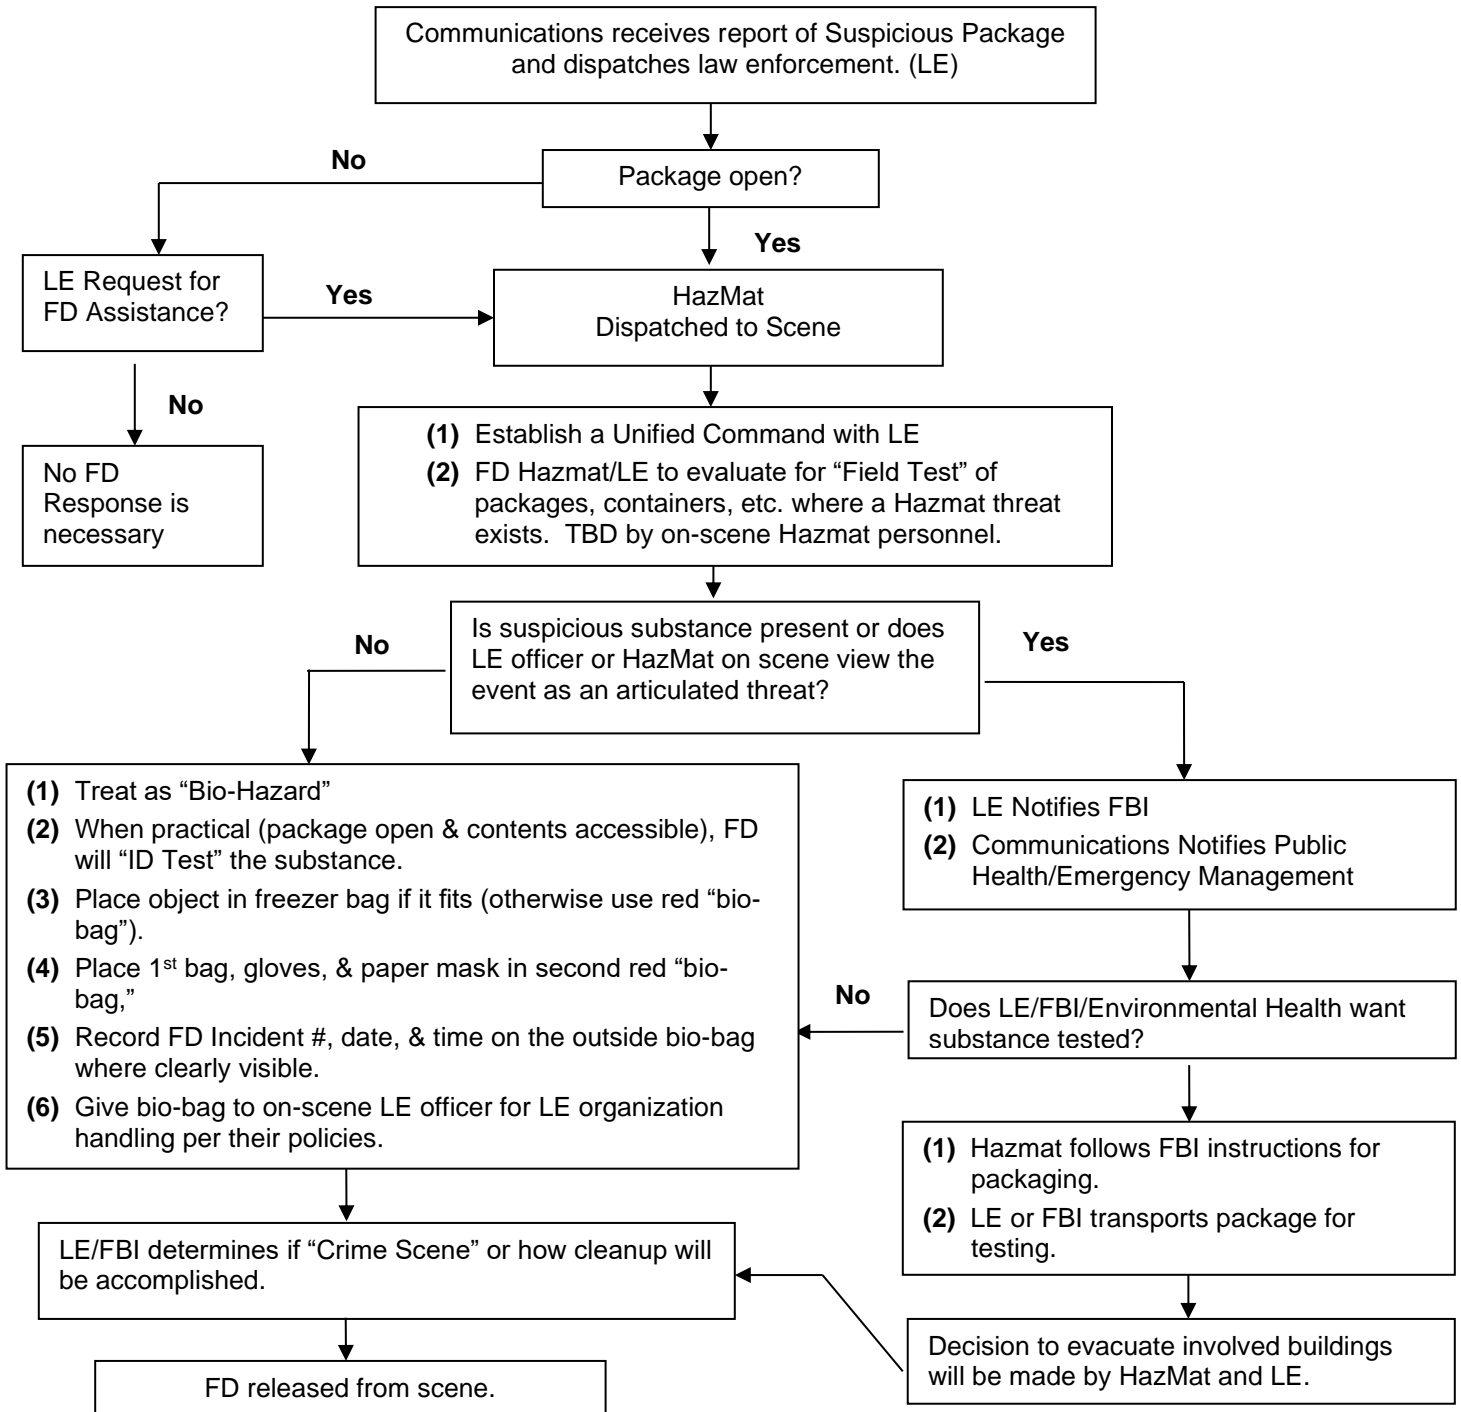 Communications receives report of Suspicious Package
and dispatches law enforcement. (LE)
No
Package open?
Yes
LE Request for
FD Assistance?
Yes
HazMat
Dispatched to Scene
No
No FD
Response is
necessary
(1) Establish a Unified Command with LE
(2) FD Hazmat/LE to evaluate for “Field Test” of
packages, containers, etc. where a Hazmat threat
exists.  TBD by on-scene Hazmat personnel.
No
Is suspicious substance present or does
LE officer or HazMat on scene view the
event as an articulated threat?
Yes
(1) Treat as “Bio-Hazard”
(2) When practical (package open & contents accessible), FD
will “ID Test” the substance.
(3) Place object in freezer bag if it fits (otherwise use red “bio-
bag”).
(4) Place 1st bag, gloves, & paper mask in second red “bio-
bag,”
(5) Record FD Incident #, date, & time on the outside bio-bag
where clearly visible.
(6) Give bio-bag to on-scene LE officer for LE organization
handling per their policies.
(1) LE Notifies FBI
(2) Communications Notifies Public
Health/Emergency Management
No
Does LE/FBI/Environmental Health want
substance tested?
(1) Hazmat follows FBI instructions for
packaging.
(2) LE or FBI transports package for
testing.
LE/FBI determines if “Crime Scene” or how cleanup will
be accomplished.
Decision to evacuate involved buildings
will be made by HazMat and LE.
FD released from scene.